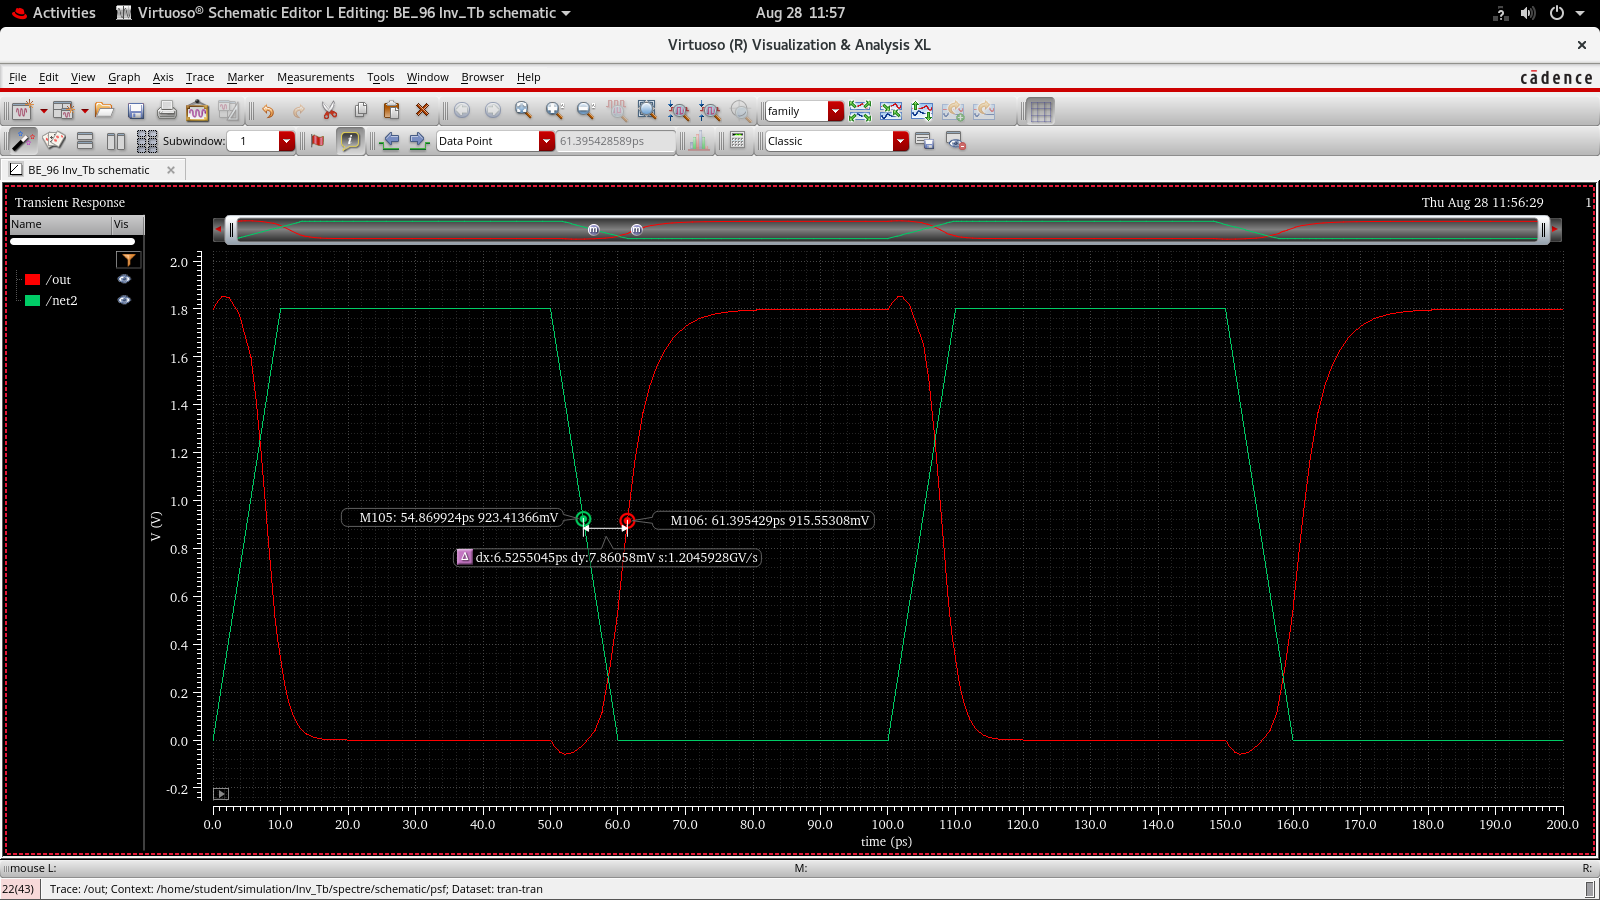 Activities Virtuoso® Schematic Editor L Editing: BE_96 Inv_Tb schematic Aug 28 11:57
Virtuoso (R) Visualization & Analysis XL
File Edit View Graph Axis Trace Marker Measurements Tools Window Browser Help cādence
family
Subwindow: 1 Data Point 61.395428589ps Classic
BE_96 Inv_Tb schematic
Transient Response Thu Aug 28 11:56:29 1
Name Vis
m m
/out
/net2
2.0
1.8
1.6
1.4
1.2
1.0
0.8
0.6
0.4
0.2
0.0
-0.2
V (V)
M105: 54.869924ps 923.41366mV
M106: 61.395429ps 915.55308mV
dx:6.5255045ps dy:7.86058mV s:1.2045928GV/s
0.0 10.0 20.0 30.0 40.0 50.0 60.0 70.0 80.0 90.0 100.0 110.0 120.0 130.0 140.0 150.0 160.0 170.0 180.0 190.0 200.0
time (ps)
mouse L: M: R:
22(43) Trace: /out; Context: /home/student/simulation/Inv_Tb/spectre/schematic/psf; Dataset: tran-tran